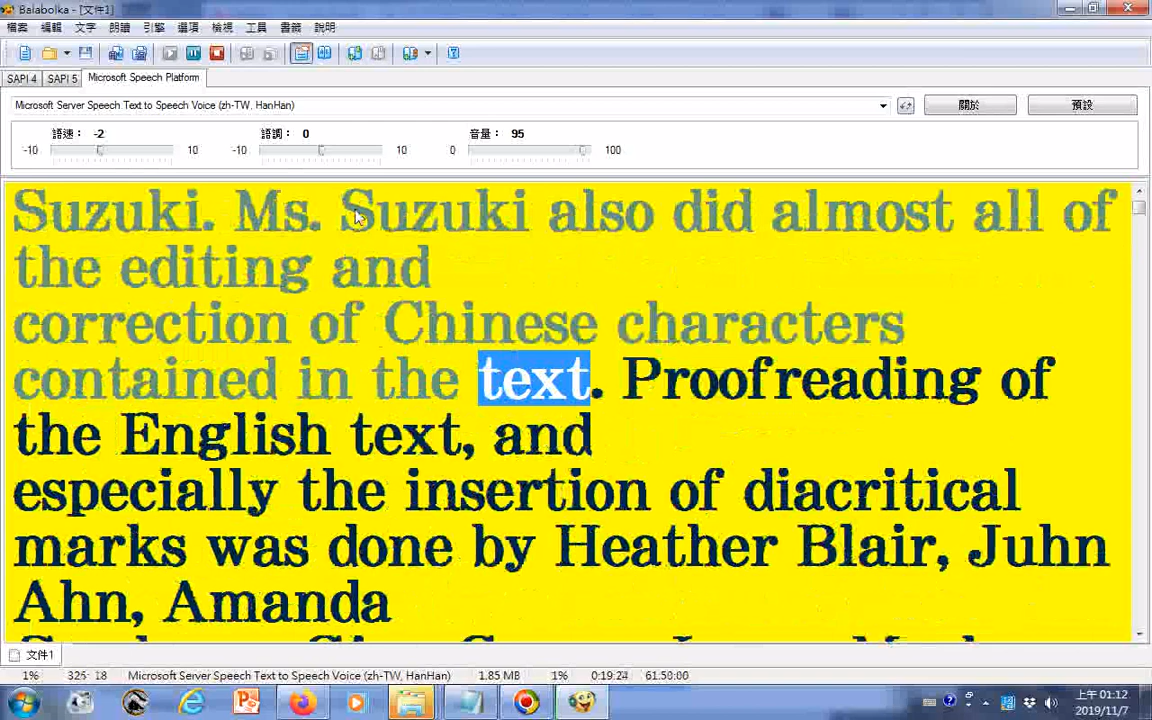 Balabolka - [文件1]
檔案 編輯 文字 朗讀 引擎 選項 檢視 工具 書籤 說明
SAPI 4 SAPI 5 Microsoft Speech Platform
Microsoft Server Speech Text to Speech Voice (zh-TW, HanHan) 關於 預設
語速： -2 語調： 0 音量： 95
-10 10 -10 10 0 100
Suzuki. Ms. Suzuki also did almost all of
the editing and
correction of Chinese characters
contained in the text. Proofreading of
the English text, and
especially the insertion of diacritical
marks was done by Heather Blair, Juhn
Ahn, Amanda
文件1
1% 325: 18 Microsoft Server Speech Text to Speech Voice (zh-TW, HanHan) 1.85 MB 1% 0:19:24 61:50:00
上午 01:12
2019/11/7